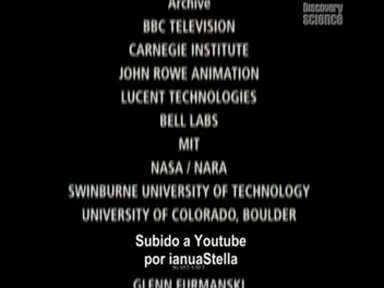 Discovery
SCIENCE
Archive
BBC TELEVISION
CARNEGIE INSTITUTE
JOHN ROWE ANIMATION
LUCENT TECHNOLOGIES
BELL LABS
MIT
NASA / NARA
SWINBURNE UNIVERSITY OF TECHNOLOGY
UNIVERSITY OF COLORADO, BOULDER
Subido a Youtube
por ianuaStella
GLENN FURMANSKI